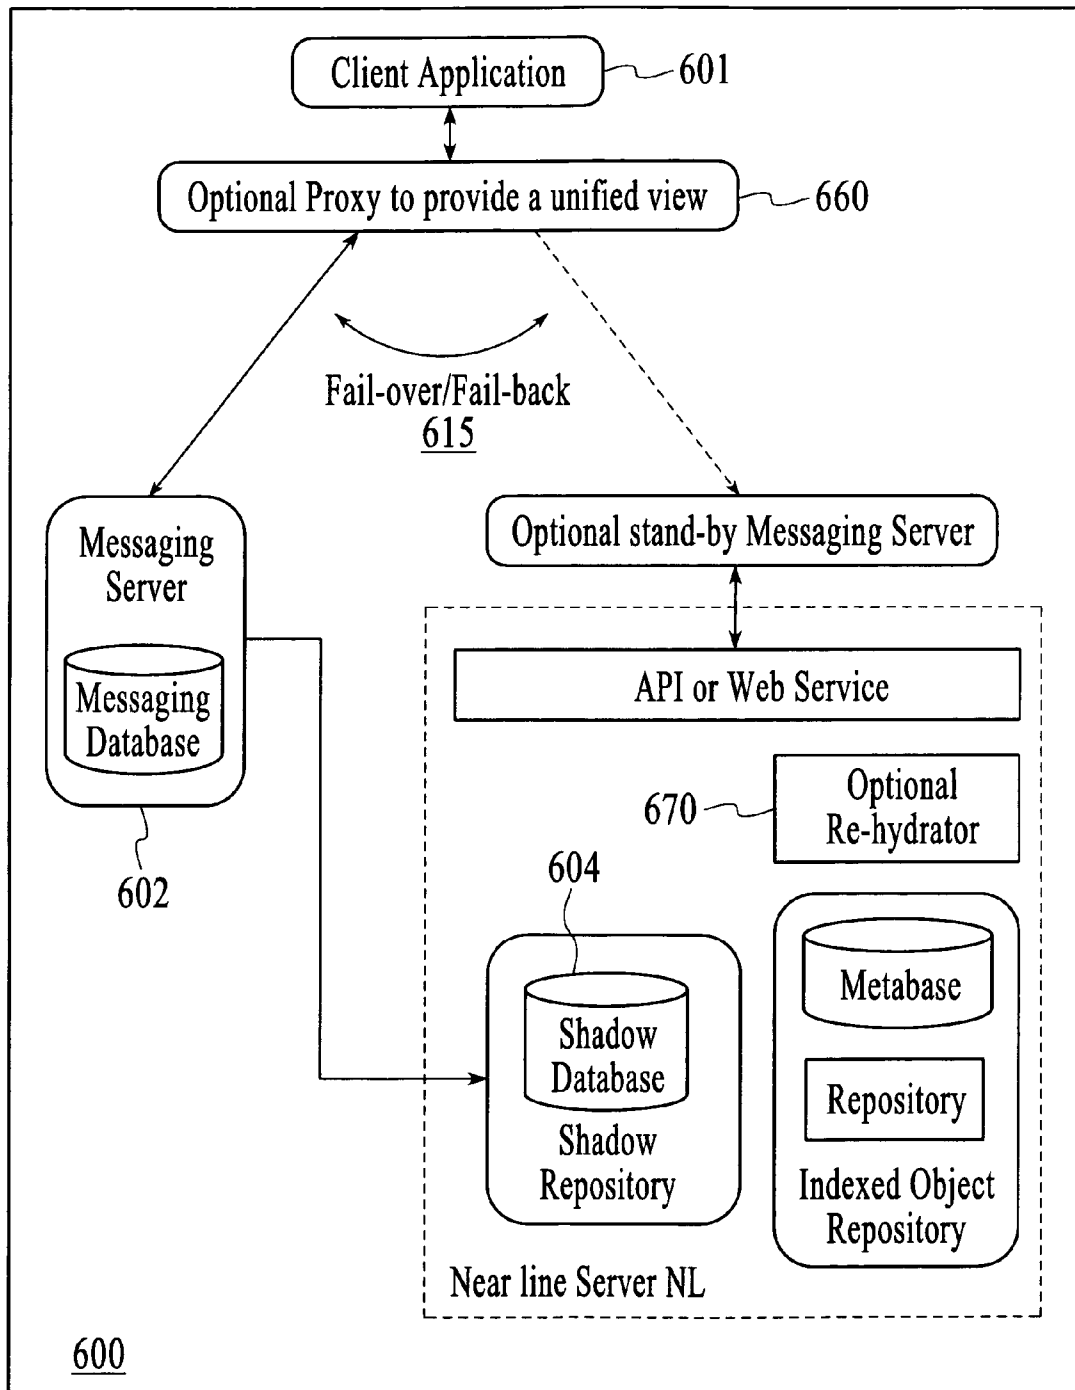 Client Application
601
Optional Proxy to provide a unified view
660
Fail-over/Fail-back
615
Messaging
Server
Messaging
Database
602
Optional stand-by Messaging Server
API or Web Service
670
Optional
Re-hydrator
604
Shadow
Database
Shadow
Repository
Metabase
Repository
Indexed Object
Repository
Near line Server NL
600